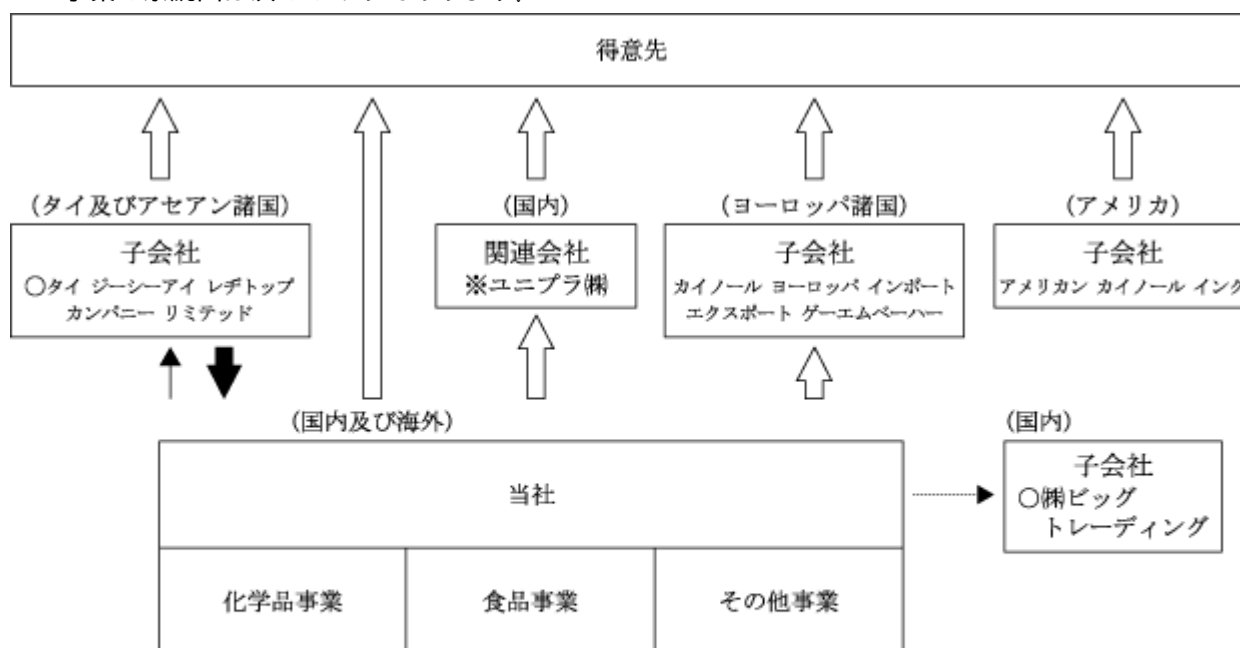 得意先
(タイ及びアセアン諸国)
子会社
○タイ ジーシーアイ レヂトップ
カンパニー リミテッド
(国内)
関連会社
※ユニプラ㈱
(ヨーロッパ諸国)
子会社
カイノール ヨーロッパ インポート
エクスポート ゲーエムベーハー
(アメリカ)
子会社
アメリカン カイノール インク
(国内及び海外)
当社
化学品事業
食品事業
その他事業
(国内)
子会社
○㈱ビッグ
トレーディング